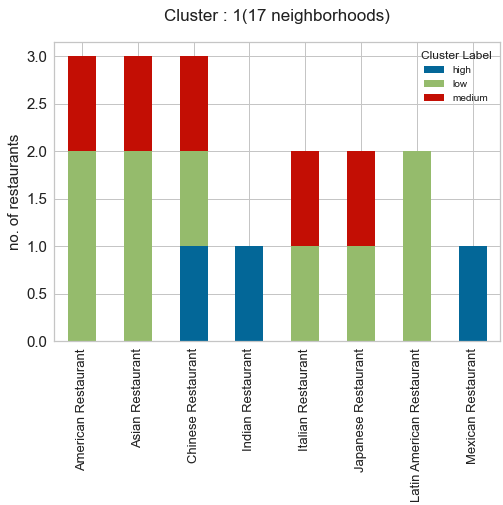 Cluster : 1(17 neighborhoods)
Cluster Label
high
low
medium
no. of restaurants
3.0
2.5
2.0
1.5
1.0
0.5
0.0
American Restaurant
Asian Restaurant
Chinese Restaurant
Indian Restaurant
Italian Restaurant
Japanese Restaurant
Latin American Restaurant
Mexican Restaurant